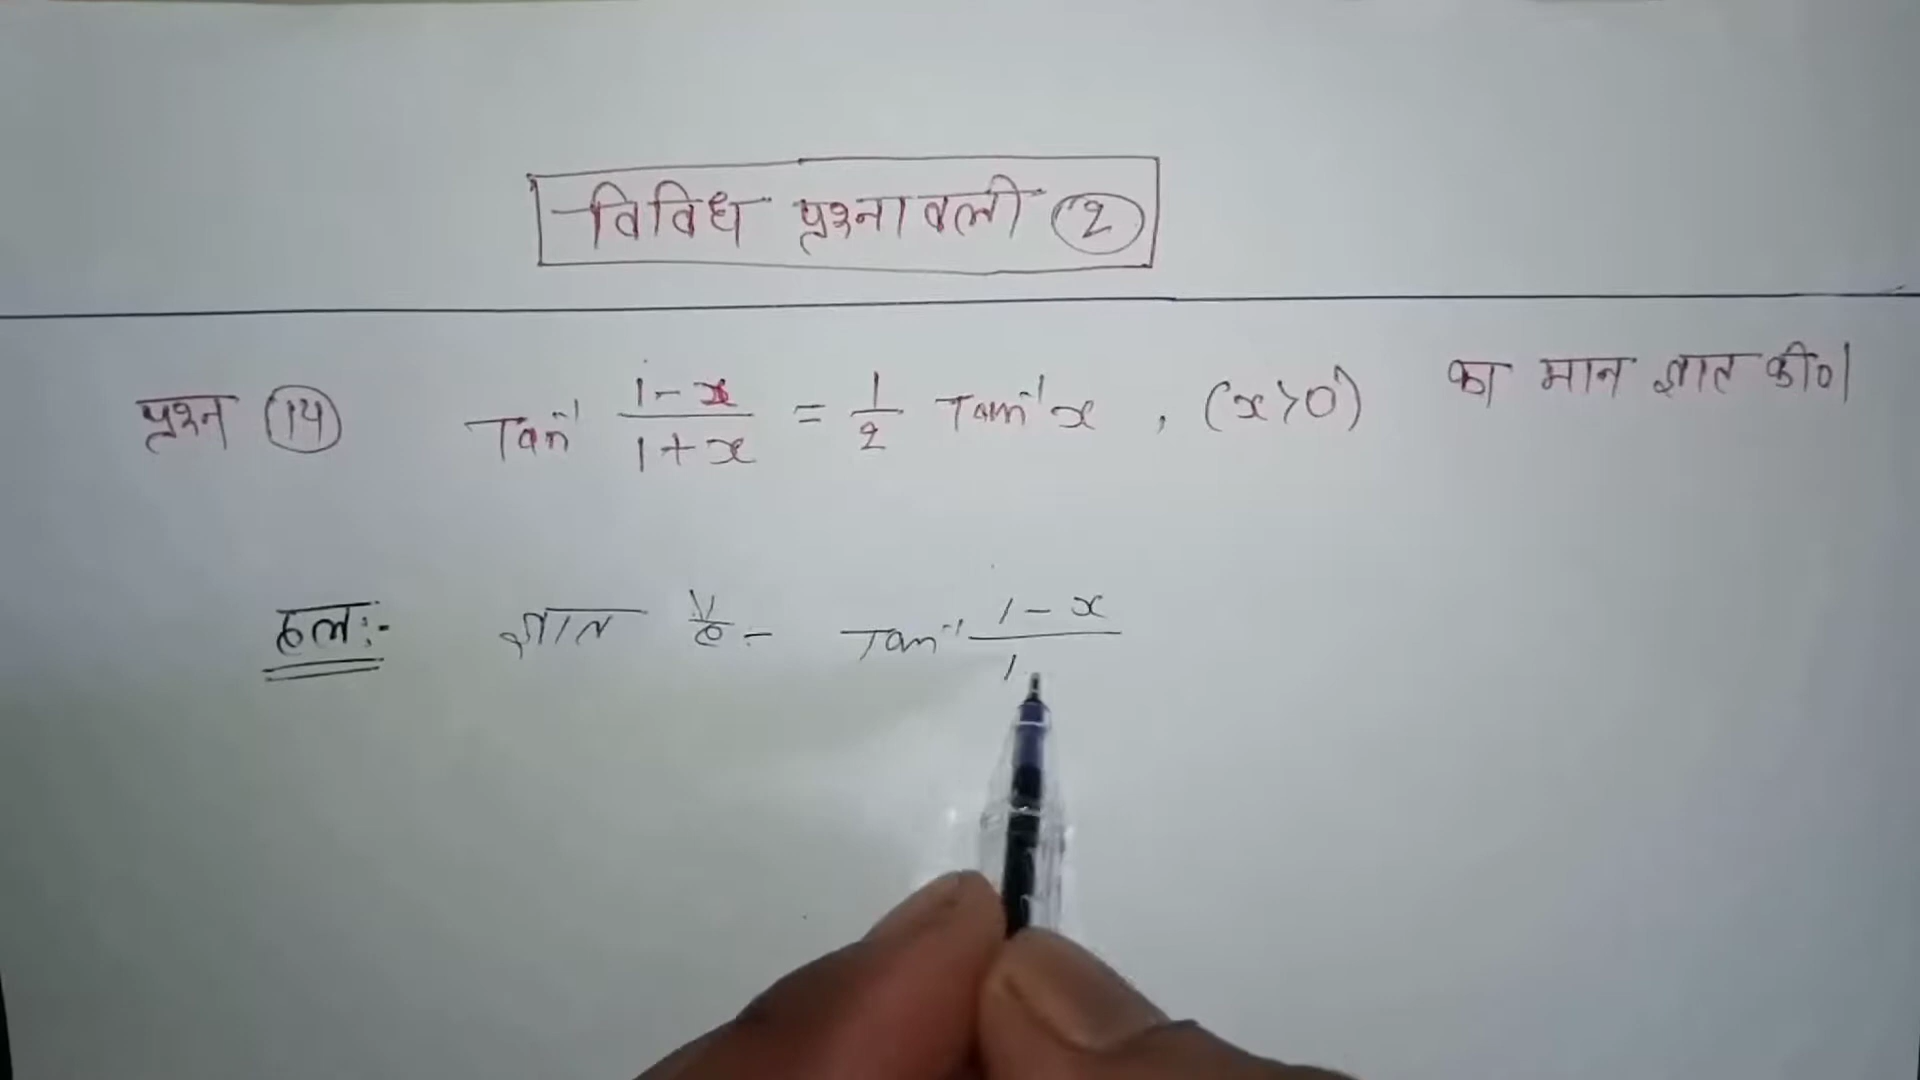 विविध प्रश्नावली 2
प्रश्न 14 Tan⁻¹ (1-x)/(1+x) = 1/2 Tan⁻¹x , (x>0) का मान ज्ञात की०|
हल:- ज्ञात है- Tan⁻¹ (1-x)/1